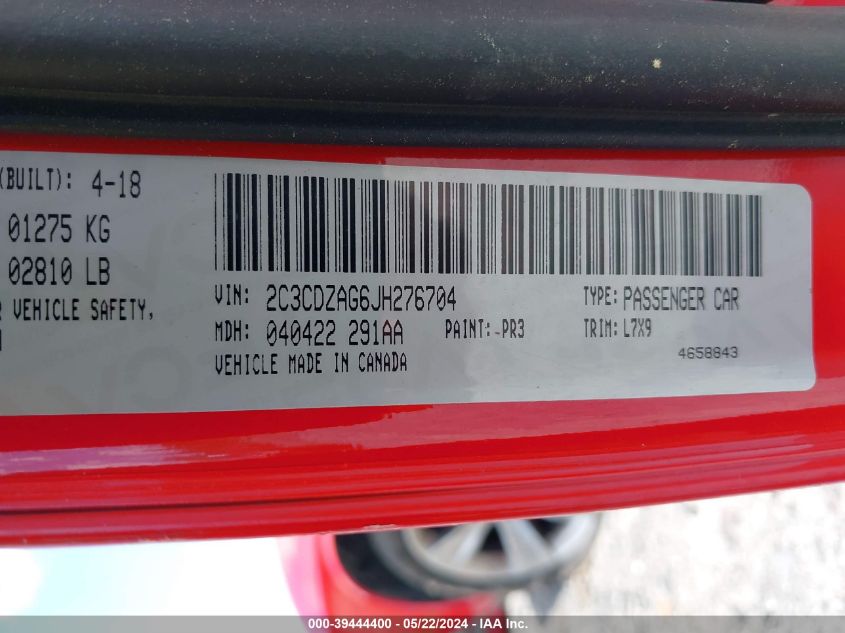 (BUILT): 4-18
01275 KG
02810 LB
VEHICLE SAFETY,
VIN: 2C3CDZAG6JH276704 TYPE: PASSENGER CAR
MDH: 040422 291AA PAINT: PR3 TRIM: L7X9
VEHICLE MADE IN CANADA 4658843
000-39444400 - 05/22/2024 - IAA Inc.